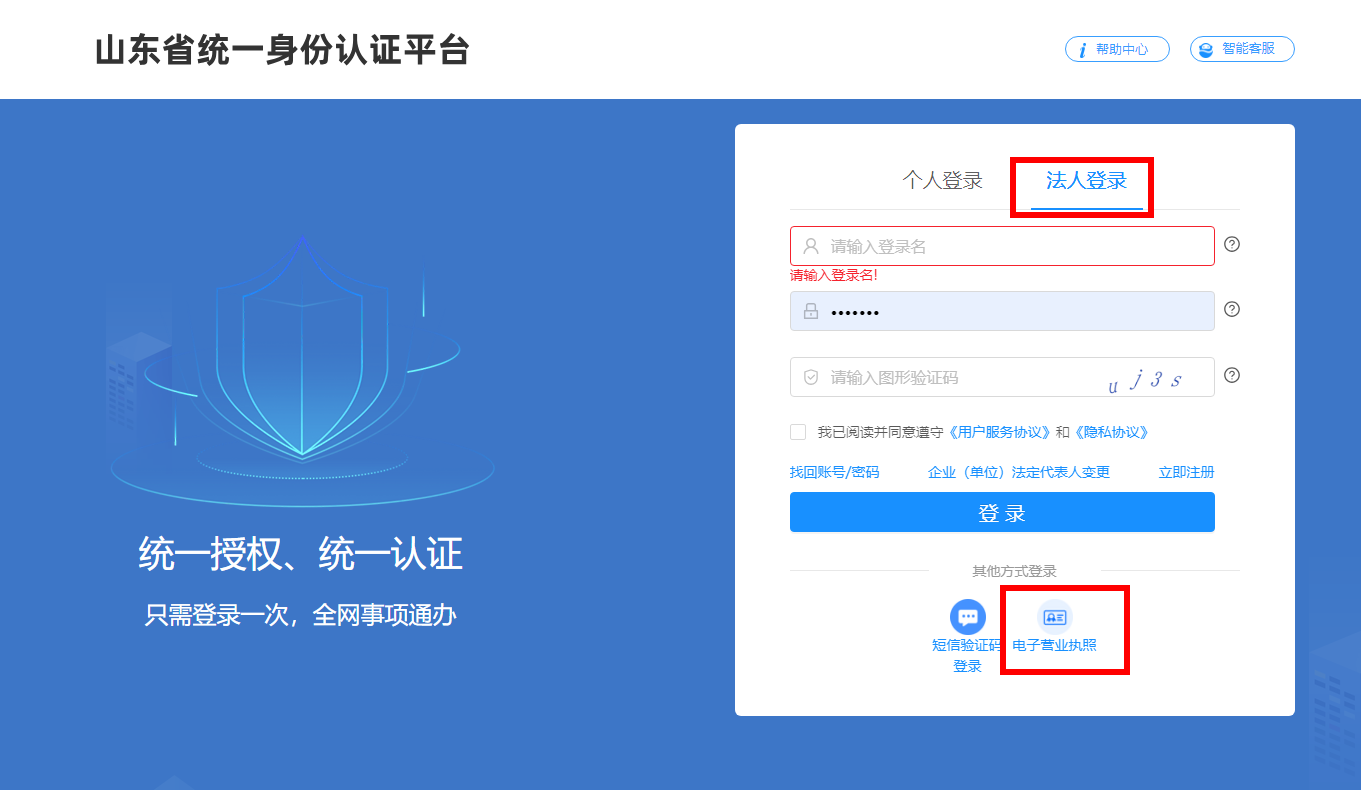 山东省统一身份认证平台
帮助中心
智能客服
个人登录
法人登录
请输入登录名
请输入登录名!
•••••••
请输入图形验证码
u j 3 s
我已阅读并同意遵守《用户服务协议》和《隐私协议》
找回账号/密码
企业（单位）法定代表人变更
立即注册
登 录
其他方式登录
短信验证码
登录
电子营业执照
统一授权、统一认证
只需登录一次，全网事项通办